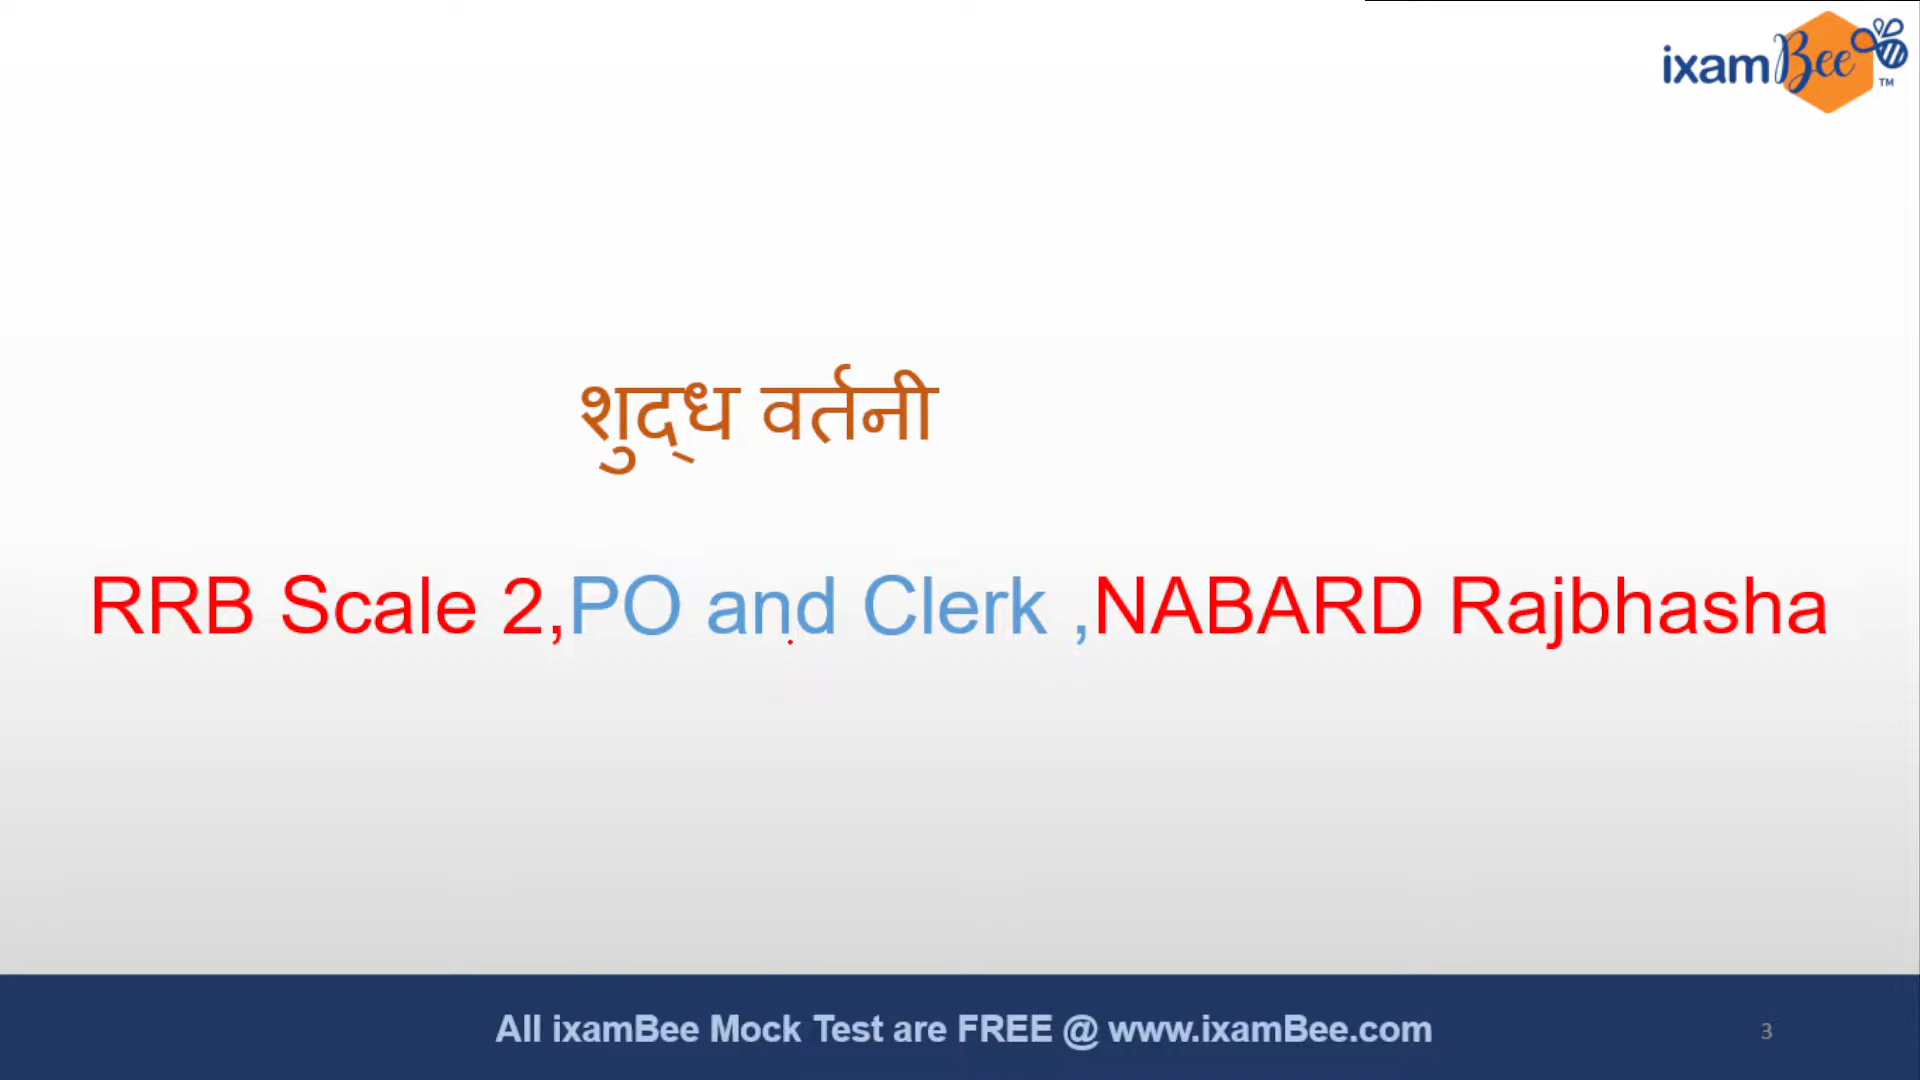 ixamBee TM
शुद्ध वर्तनी
RRB Scale 2,PO and Clerk ,NABARD Rajbhasha
All ixamBee Mock Test are FREE @ www.ixamBee.com
3